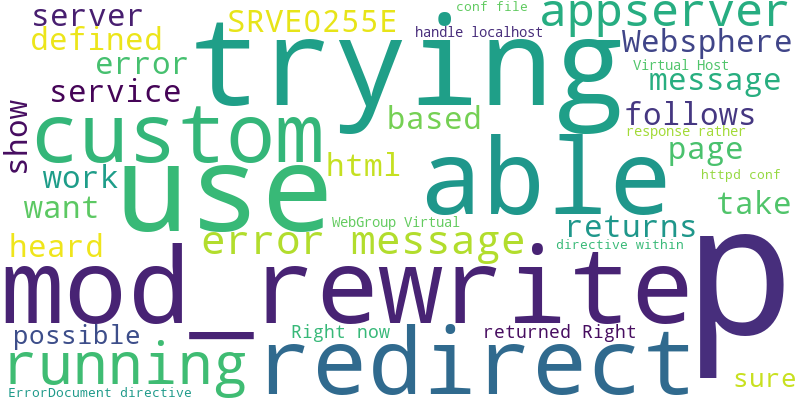 server
SRVE0255E
conf file
appserver
defined
trying
handle localhost
Websphere
error
Virtual Host
message
service
show
custom
based
follows
response rather
use
able
html
page
work
httpd conf
want
WebGroup Virtual
take
returns
heard
error message
directive within
mod_rewrite
p
possible
Right now
returned Right
running
redirect
sure
ErrorDocument directive